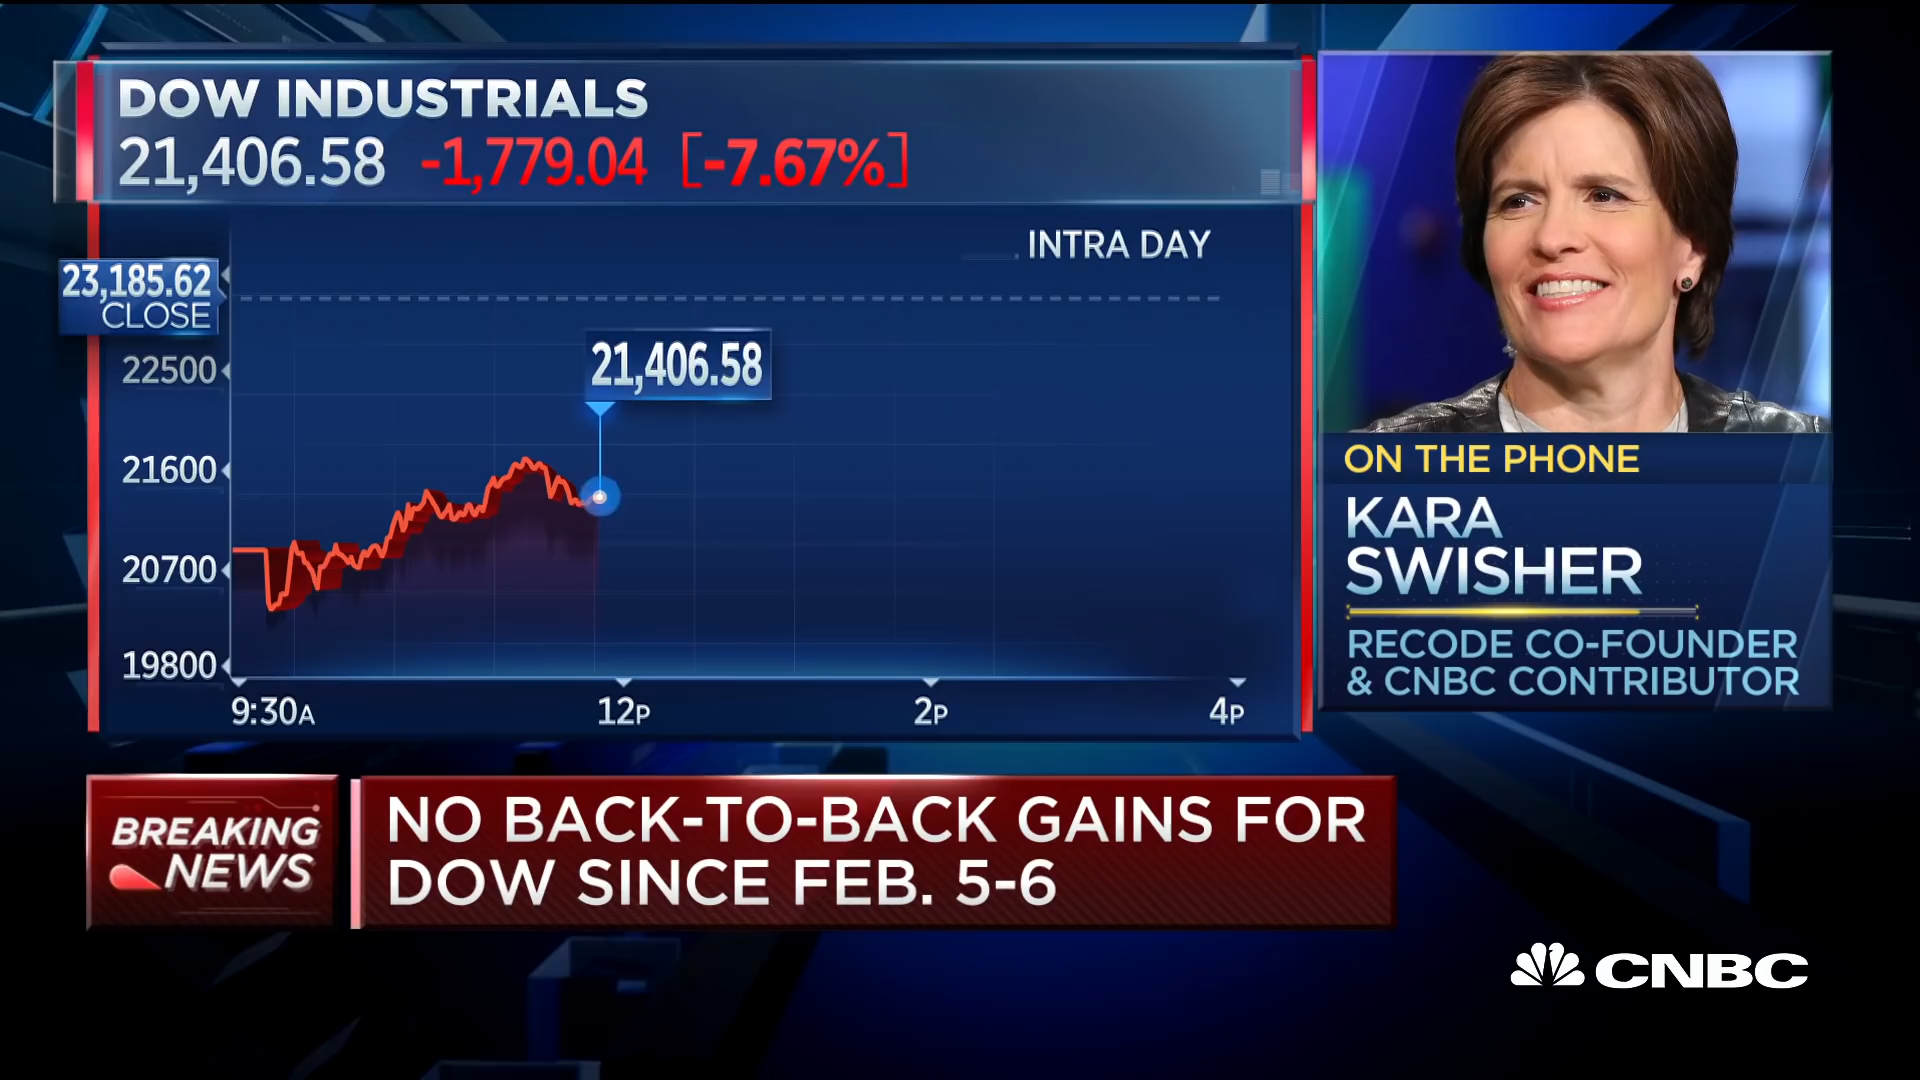 DOW INDUSTRIALS
21,406.58 -1,779.04 [-7.67%]
INTRA DAY
23,185.62
CLOSE
21,406.58
22500
21600
20700
19800
9:30A 12P 2P 4P
ON THE PHONE
KARA
SWISHER
RECODE CO-FOUNDER
& CNBC CONTRIBUTOR
BREAKING
NEWS
NO BACK-TO-BACK GAINS FOR
DOW SINCE FEB. 5-6
CNBC